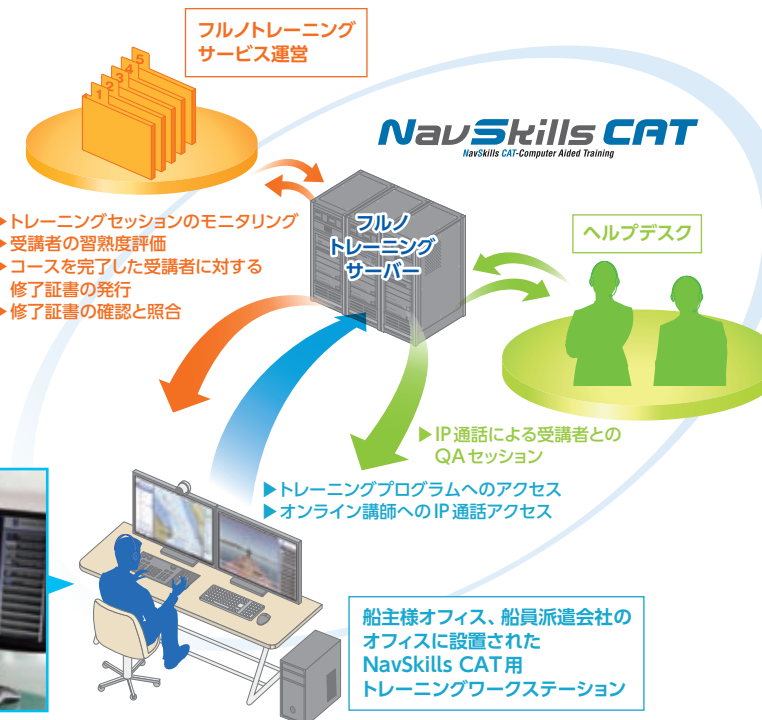 フルノトレーニング
サービス運営
1
2
3
4
5
NavSkills CAT
NavSkills CAT-Computer Aided Training
▶トレーニングセッションのモニタリング
▶受講者の習熟度評価
▶コースを完了した受講者に対する
修了証書の発行
▶修了証書の確認と照合
フルノ
トレーニング
サーバー
ヘルプデスク
▶IP通話による受講者との
QAセッション
▶トレーニングプログラムへのアクセス
▶オンライン講師へのIP通話アクセス
船主様オフィス、船員派遣会社の
オフィスに設置された
NavSkills CAT用
トレーニングワークステーション